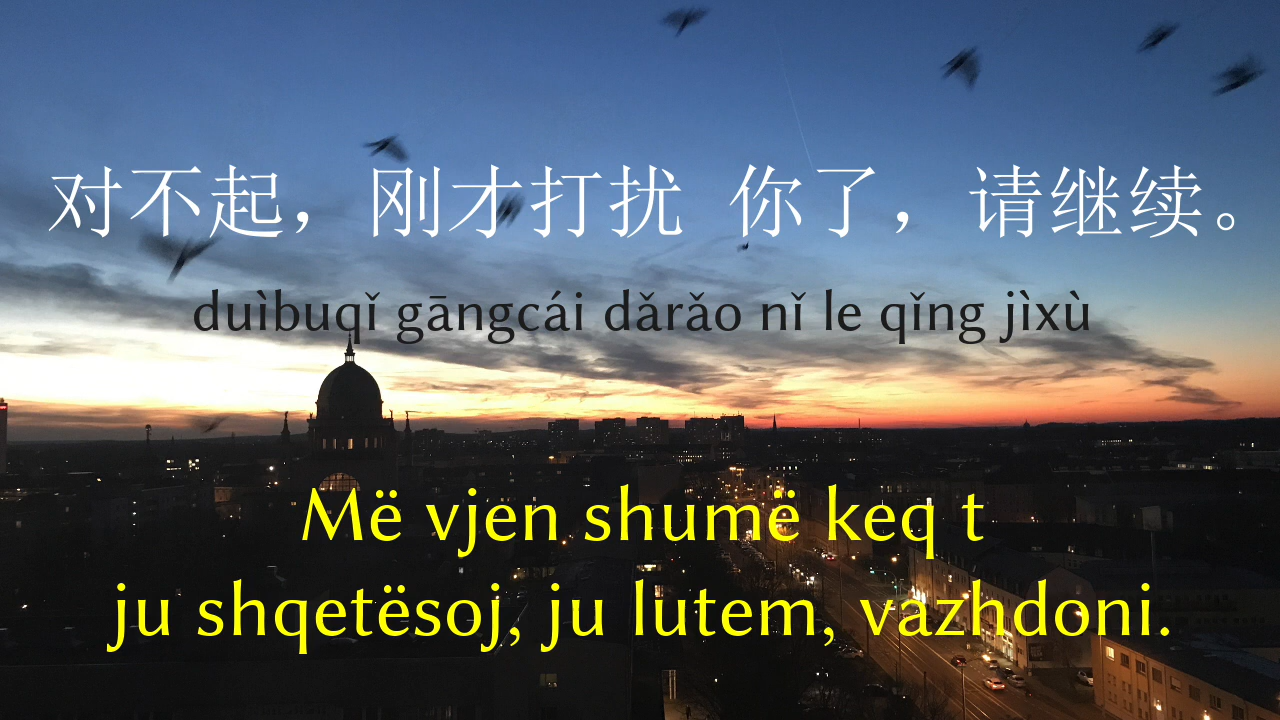 对不起，刚才打扰 你了，请继续。
duìbuqǐ gāngcái dǎrǎo nǐ le qǐng jìxù
Më vjen shumë keq t
ju shqetësoj, ju lutem, vazhdoni.